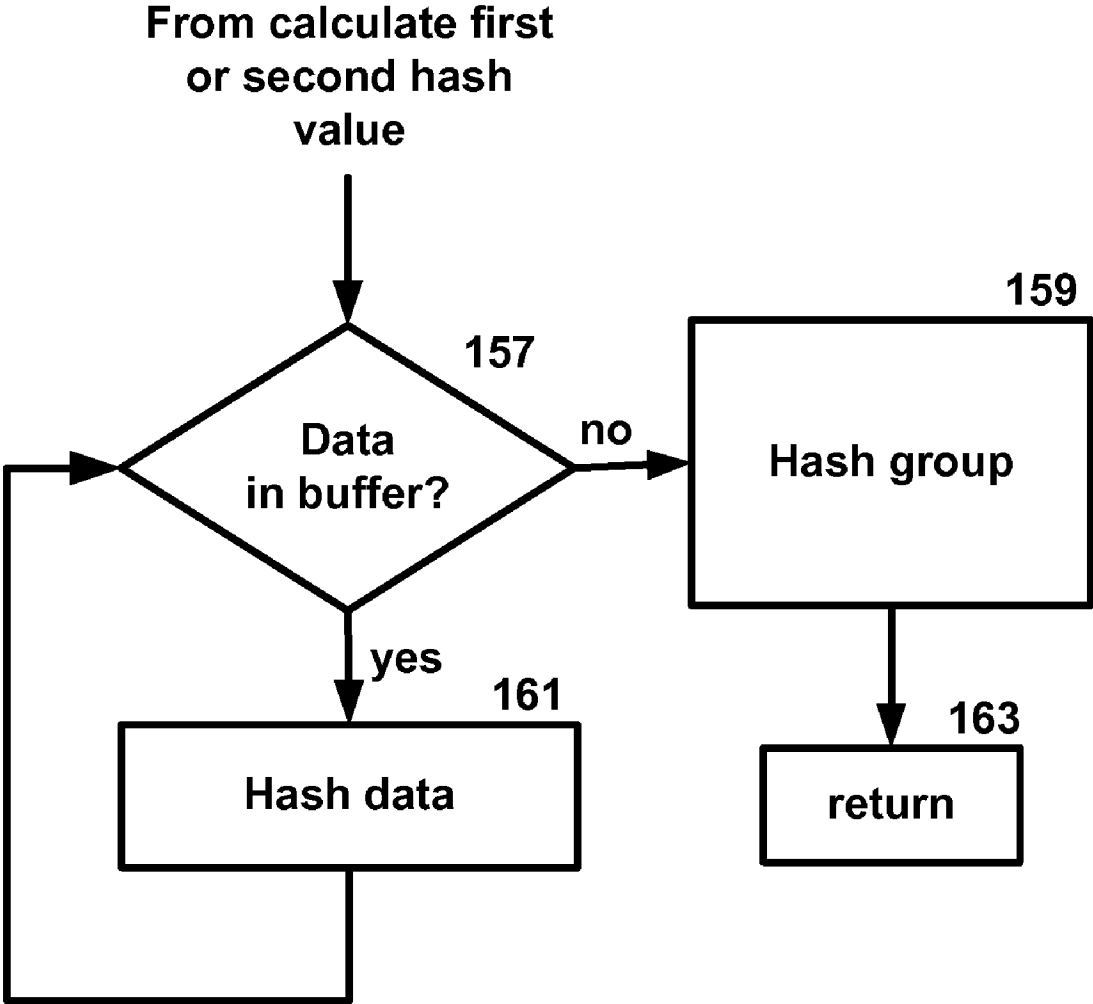 From calculate first
or second hash
value
159
157
Data
in buffer?
no
Hash group
yes
161
Hash data
163
return